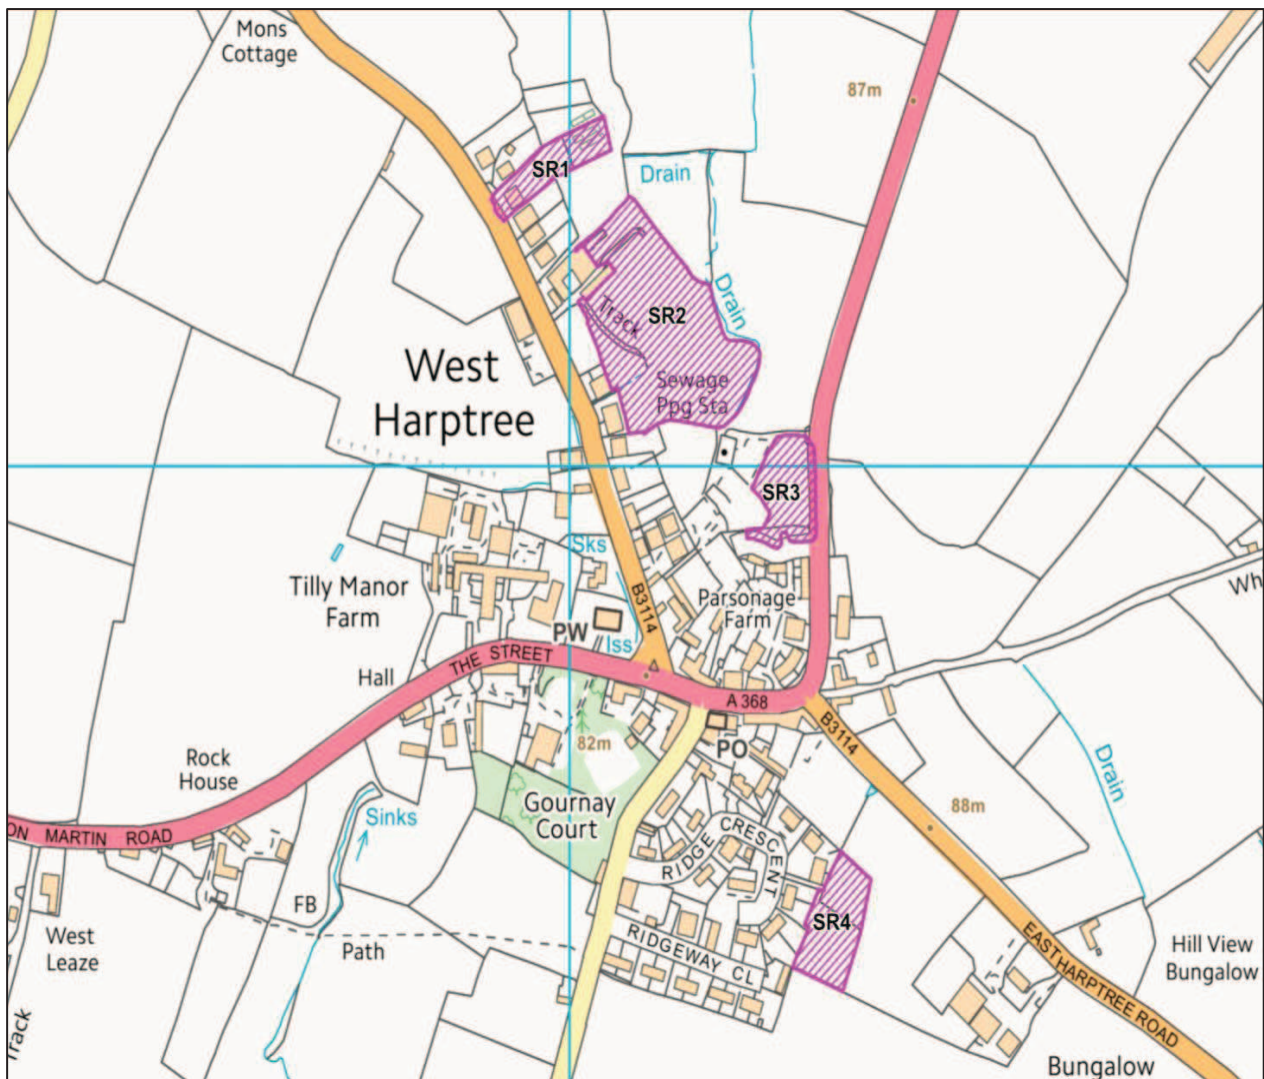 Mons
Cottage
87m
SR1
Drain
Drain
SR2
Track
West
Harptree
Sewage
Ppg Sta
SR3
Sks
Tilly Manor
Farm
B3114
Parsonage
Farm
PW
Iss
Wh
THE STREET
Hall
A 368
B3114
PO
82m
Rock
House
Drain
Gournay
Court
88m
Sinks
ON MARTIN ROAD
RIDGE CRESCENT
FB
SR4
West
Leaze
Path
RIDGEWAY CL
EAST HARPTREE ROAD
Hill View
Bungalow
Track
Bungalow